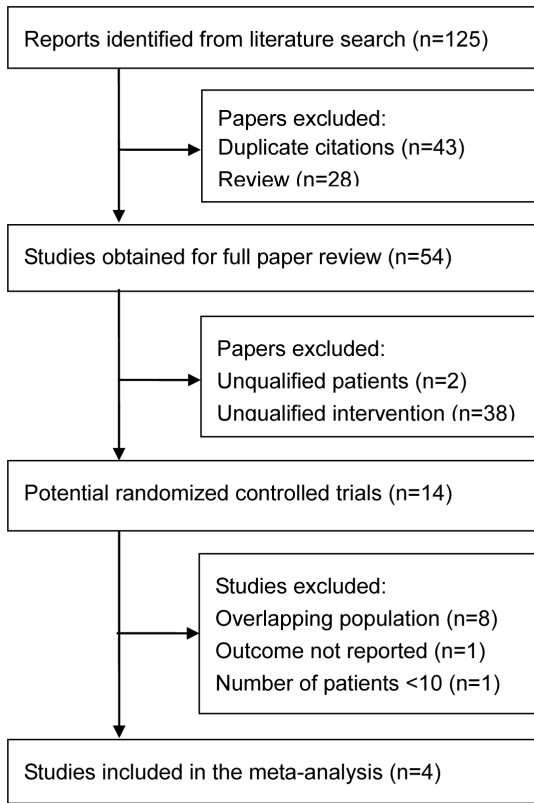 Reports identified from literature search (n=125)
Papers excluded:
Duplicate citations (n=43)
Review (n=28)
Studies obtained for full paper review (n=54)
Papers excluded:
Unqualified patients (n=2)
Unqualified intervention (n=38)
Potential randomized controlled trials (n=14)
Studies excluded:
Overlapping population (n=8)
Outcome not reported (n=1)
Number of patients <10 (n=1)
Studies included in the meta-analysis (n=4)